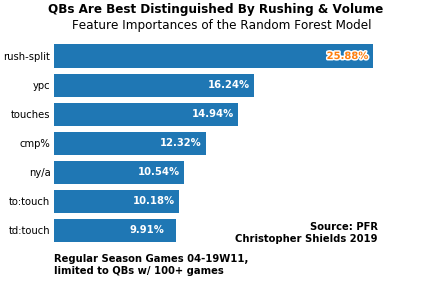 QBs Are Best Distinguished By Rushing & Volume
Feature Importances of the Random Forest Model
rush-split 25.88%
ypc 16.24%
touches 14.94%
cmp% 12.32%
ny/a 10.54%
to:touch 10.18%
td:touch 9.91%
Source: PFR
Christopher Shields 2019
Regular Season Games 04-19W11,
limited to QBs w/ 100+ games